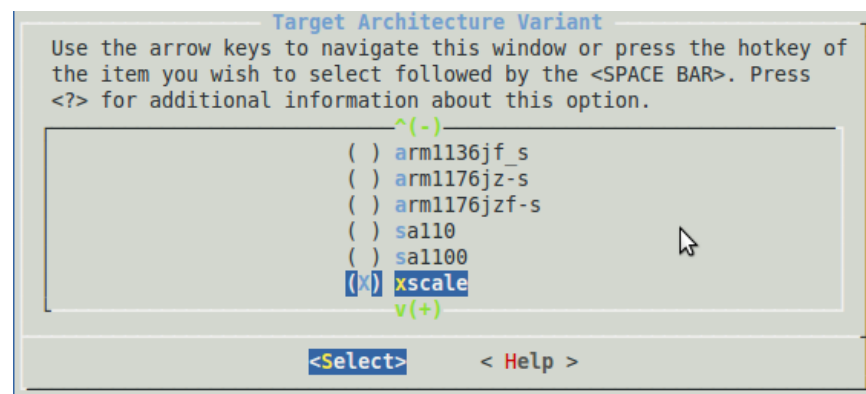 Target Architecture Variant
Use the arrow keys to navigate this window or press the hotkey of
the item you wish to select followed by the <SPACE BAR>. Press
<?> for additional information about this option.
^(-)
( ) arm1136jf_s
( ) arm1176jz-s
( ) arm1176jzf-s
( ) sa110
( ) sa1100
(X) xscale
v(+)
<Select> < Help >